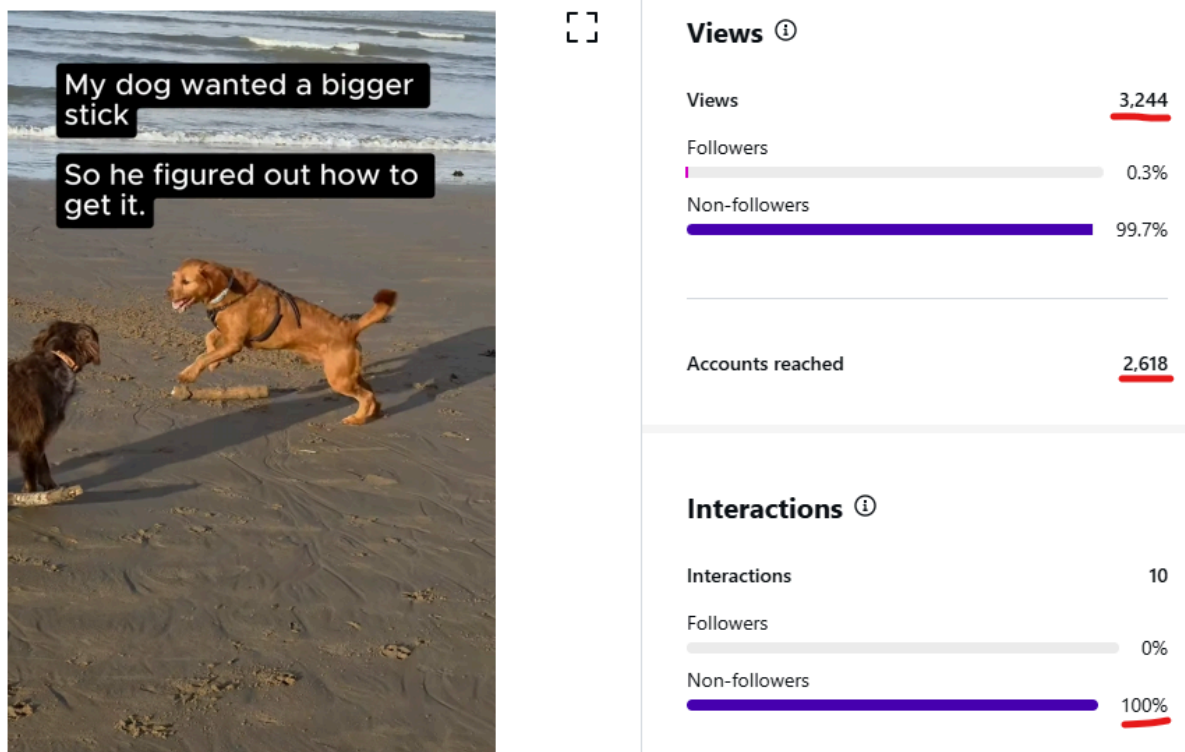 My dog wanted a bigger
stick
So he figured out how to
get it.
Views
Views 3,244
Followers
0.3%
Non-followers
99.7%
Accounts reached 2,618
Interactions
Interactions 10
Followers
0%
Non-followers
100%